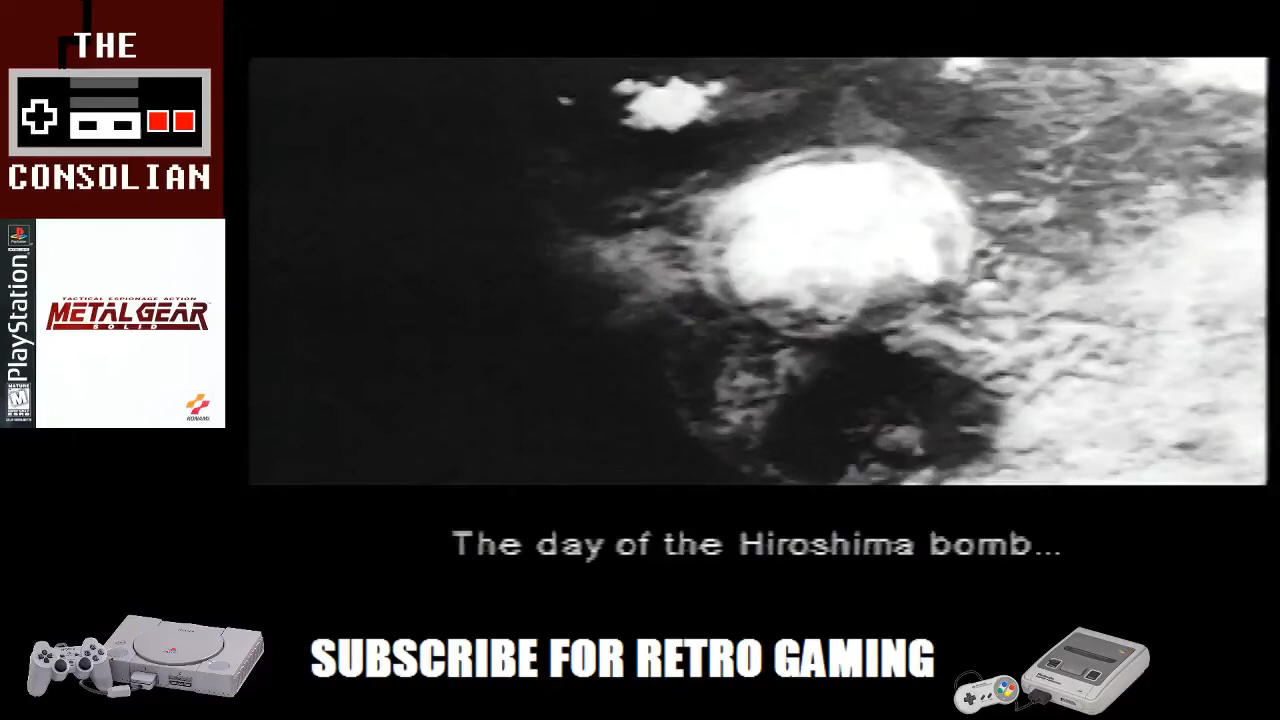 THE
CONSOLIAN
PlayStation
TACTICAL ESPIONAGE ACTION
METAL GEAR
SOLID
MATURE
M
KONAMI
The day of the Hiroshima bomb...
SUBSCRIBE FOR RETRO GAMING